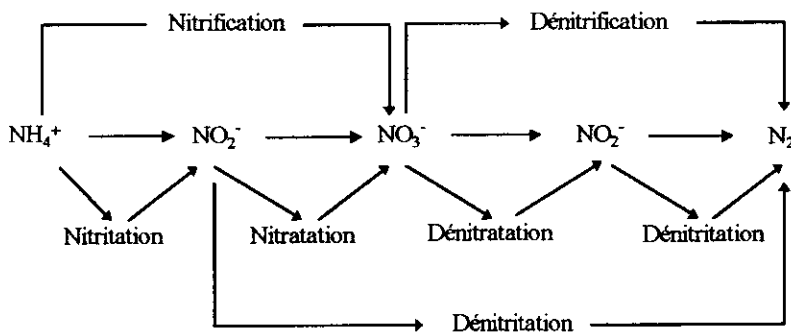 Nitrification Dénitrification
NH₄⁺ NO₂⁻ NO₃⁻ NO₂⁻ N₂
Nitritation Nitratation Dénitratation Dénitritation
Dénitritation